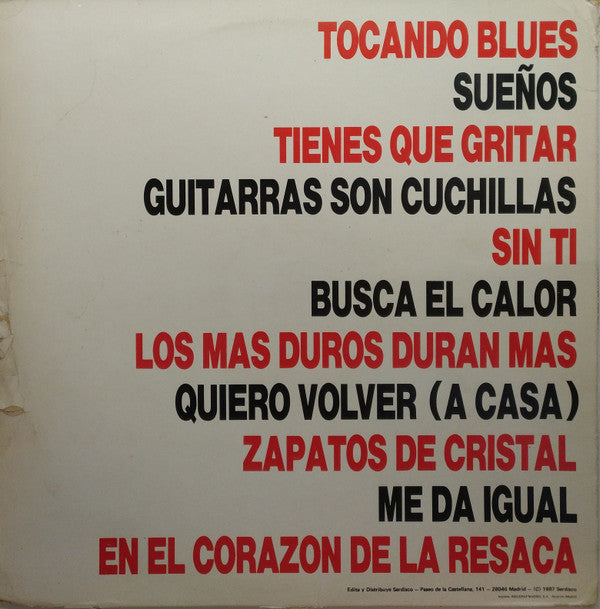 TOCANDO BLUES
SUEÑOS
TIENES QUE GRITAR
GUITARRAS SON CUCHILLAS
SIN TI
BUSCA EL CALOR
LOS MAS DUROS DURAN MAS
QUIERO VOLVER (A CASA)
ZAPATOS DE CRISTAL
ME DA IGUAL
EN EL CORAZON DE LA RESACA
Edita y Distribuye Serdisco – Paseo de la Castellana, 141 – 28046 Madrid – (C) 1987 Serdisco